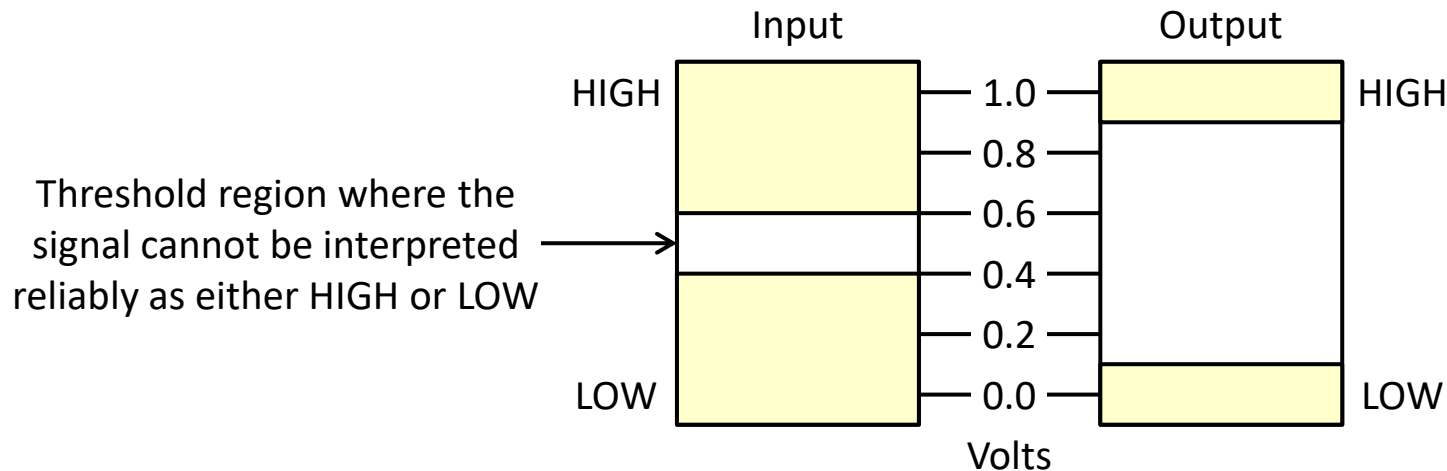 Input
Output
HIGH
1.0
HIGH
0.8
Threshold region where the
signal cannot be interpreted
reliably as either HIGH or LOW
0.6
0.4
0.2
LOW
0.0
LOW
Volts